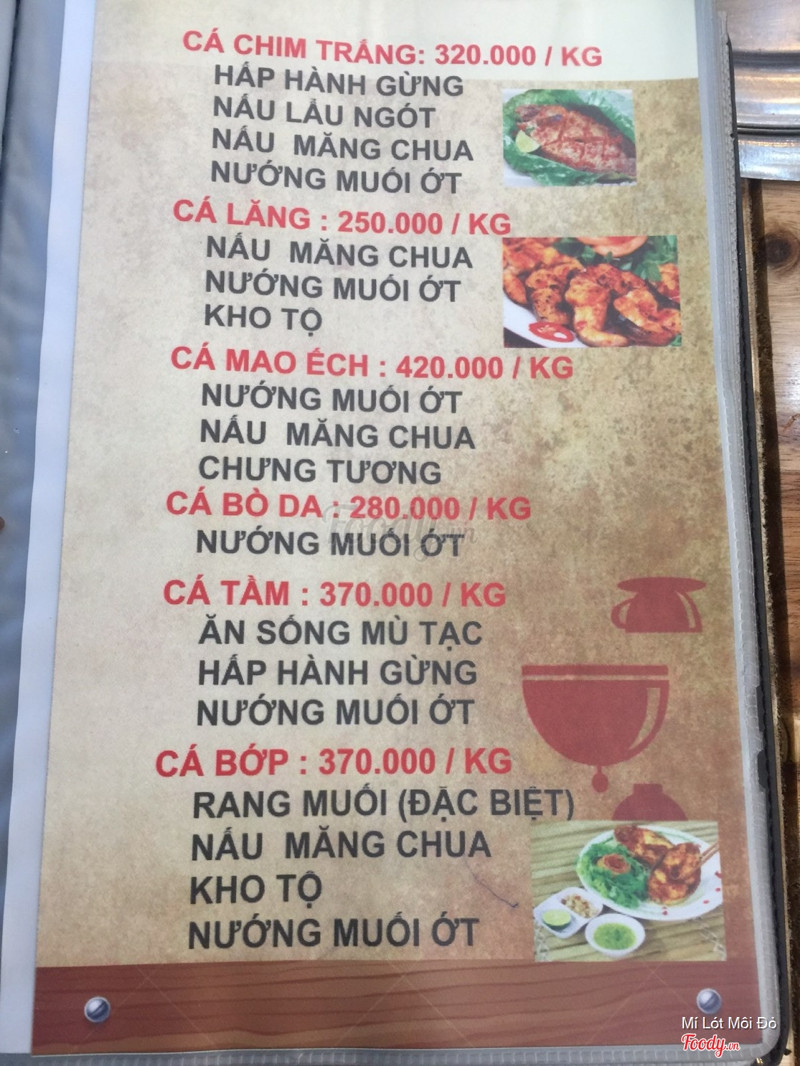 CÁ CHIM TRẮNG: 320.000 / KG
HẤP HÀNH GỪNG
NẤU LẨU NGÓT
NẤU MĂNG CHUA
NƯỚNG MUỐI ỚT
CÁ LĂNG : 250.000 / KG
NẤU MĂNG CHUA
NƯỚNG MUỐI ỚT
KHO TỘ
CÁ MAO ẾCH : 420.000 / KG
NƯỚNG MUỐI ỚT
NẤU MĂNG CHUA
CHƯNG TƯƠNG
CÁ BÒ DA : 280.000 / KG
Foody.vn
NƯỚNG MUỐI ỚT
CÁ TẦM : 370.000 / KG
ĂN SỐNG MÙ TẠC
HẤP HÀNH GỪNG
NƯỚNG MUỐI ỚT
CÁ BỚP : 370.000 / KG
RANG MUỐI (ĐẶC BIỆT)
NẤU MĂNG CHUA
KHO TỘ
NƯỚNG MUỐI ỚT
Mí Lót Môi Đỏ
Foody.vn